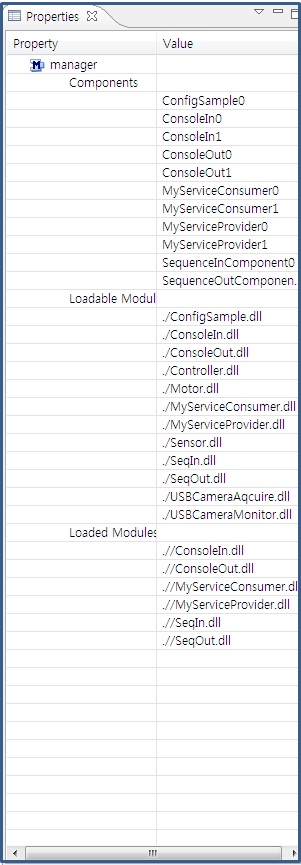 Properties
Property Value
manager
Components
ConfigSample0
ConsoleIn0
ConsoleIn1
ConsoleOut0
ConsoleOut1
MyServiceConsumer0
MyServiceConsumer1
MyServiceProvider0
MyServiceProvider1
SequenceInComponent0
SequenceOutComponen.
Loadable Modul
./ConfigSample.dll
./ConsoleIn.dll
./ConsoleOut.dll
./Controller.dll
./Motor.dll
./MyServiceConsumer.dll
./MyServiceProvider.dll
./Sensor.dll
./SeqIn.dll
./SeqOut.dll
./USBCameraAqcuire.dll
./USBCameraMonitor.dll
Loaded Modules
.//ConsoleIn.dll
.//ConsoleOut.dll
.//MyServiceConsumer.dl
.//MyServiceProvider.dll
.//SeqIn.dll
.//SeqOut.dll